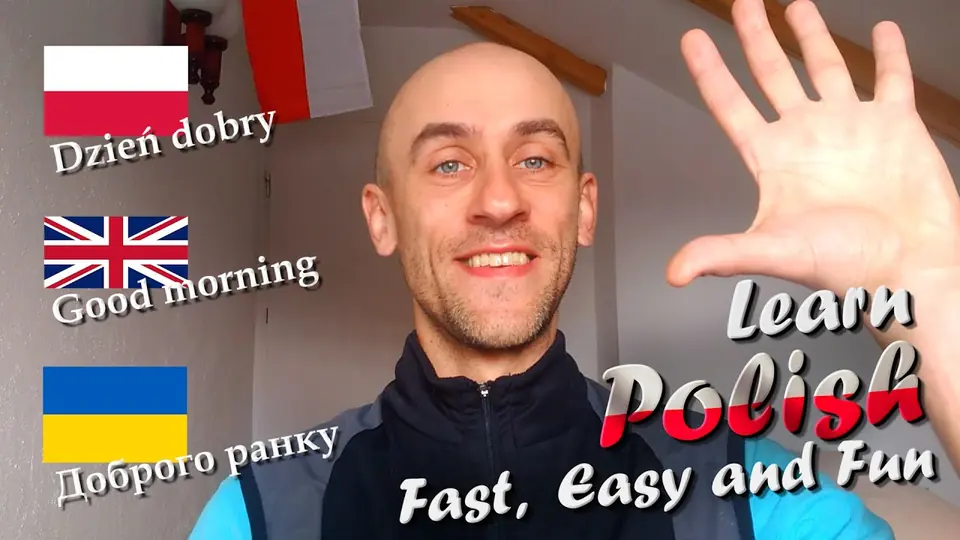 Dzień dobry
Good morning
Доброго ранку
Learn
Polish
Fast, Easy and Fun